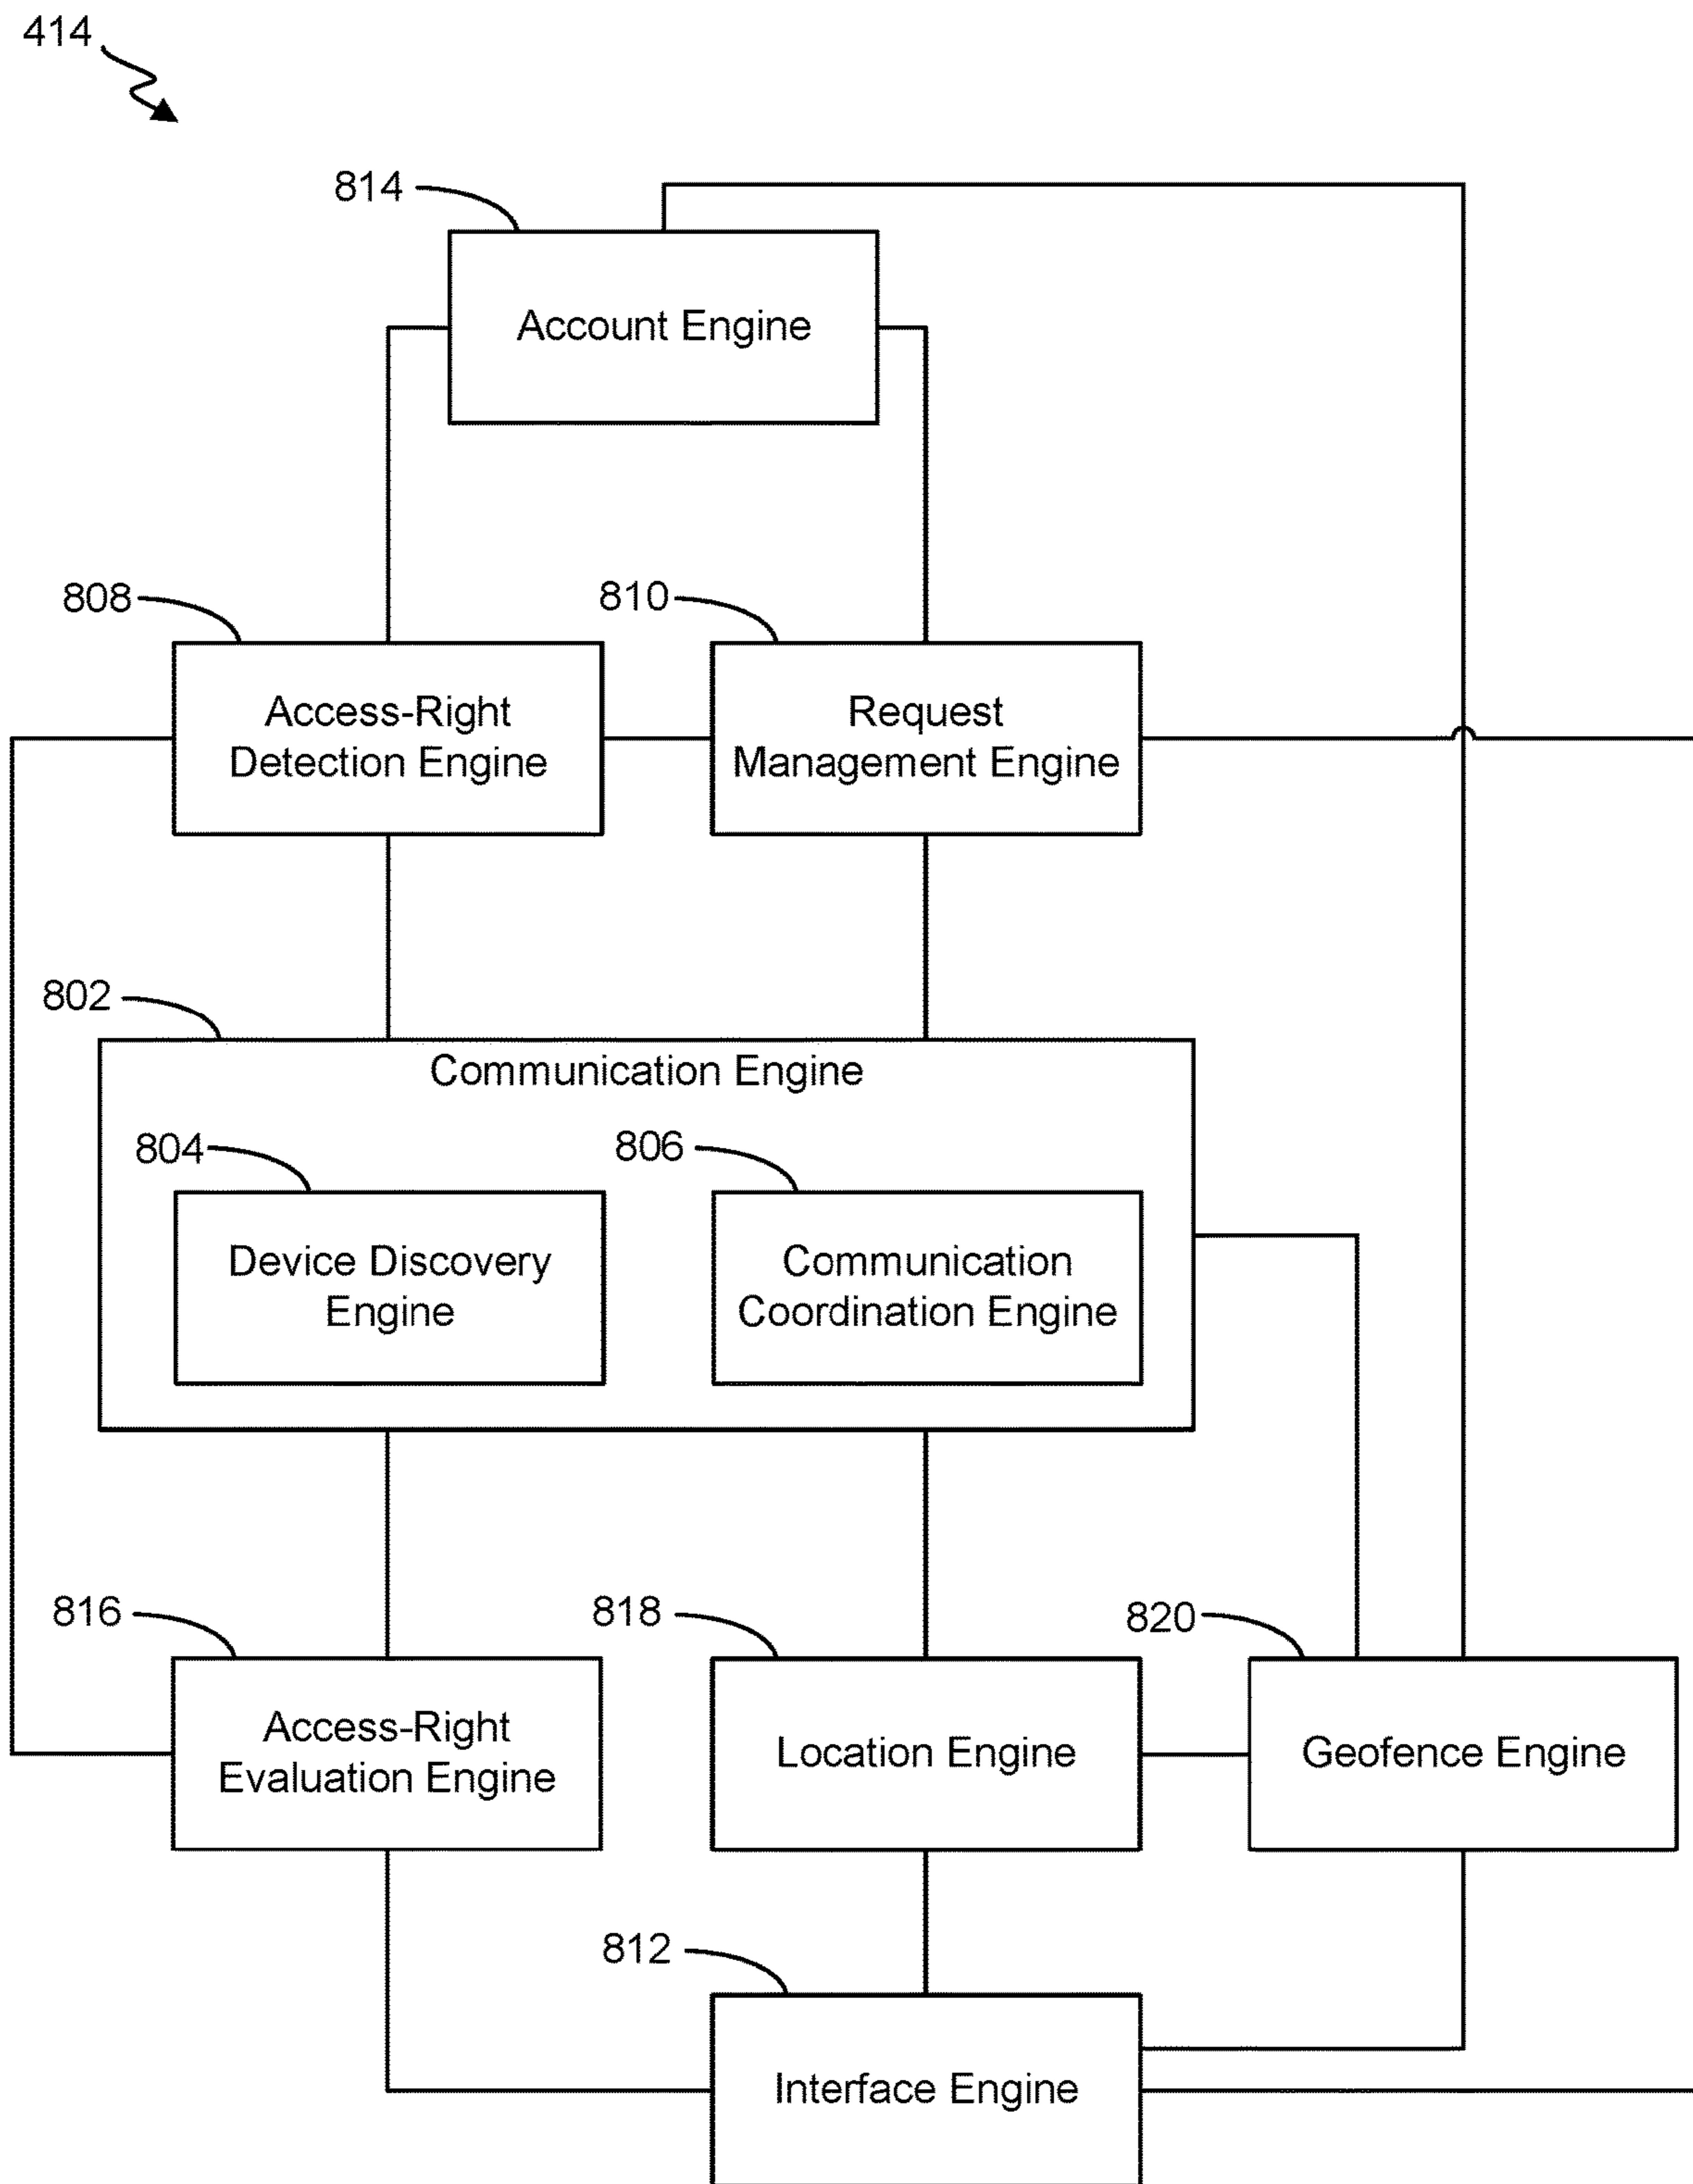 414
814
Account Engine
808
810
Access-Right
Detection Engine
Request
Management Engine
802
Communication Engine
804
806
Device Discovery
Engine
Communication
Coordination Engine
816
818
820
Access-Right
Evaluation Engine
Location Engine
Geofence Engine
812
Interface Engine